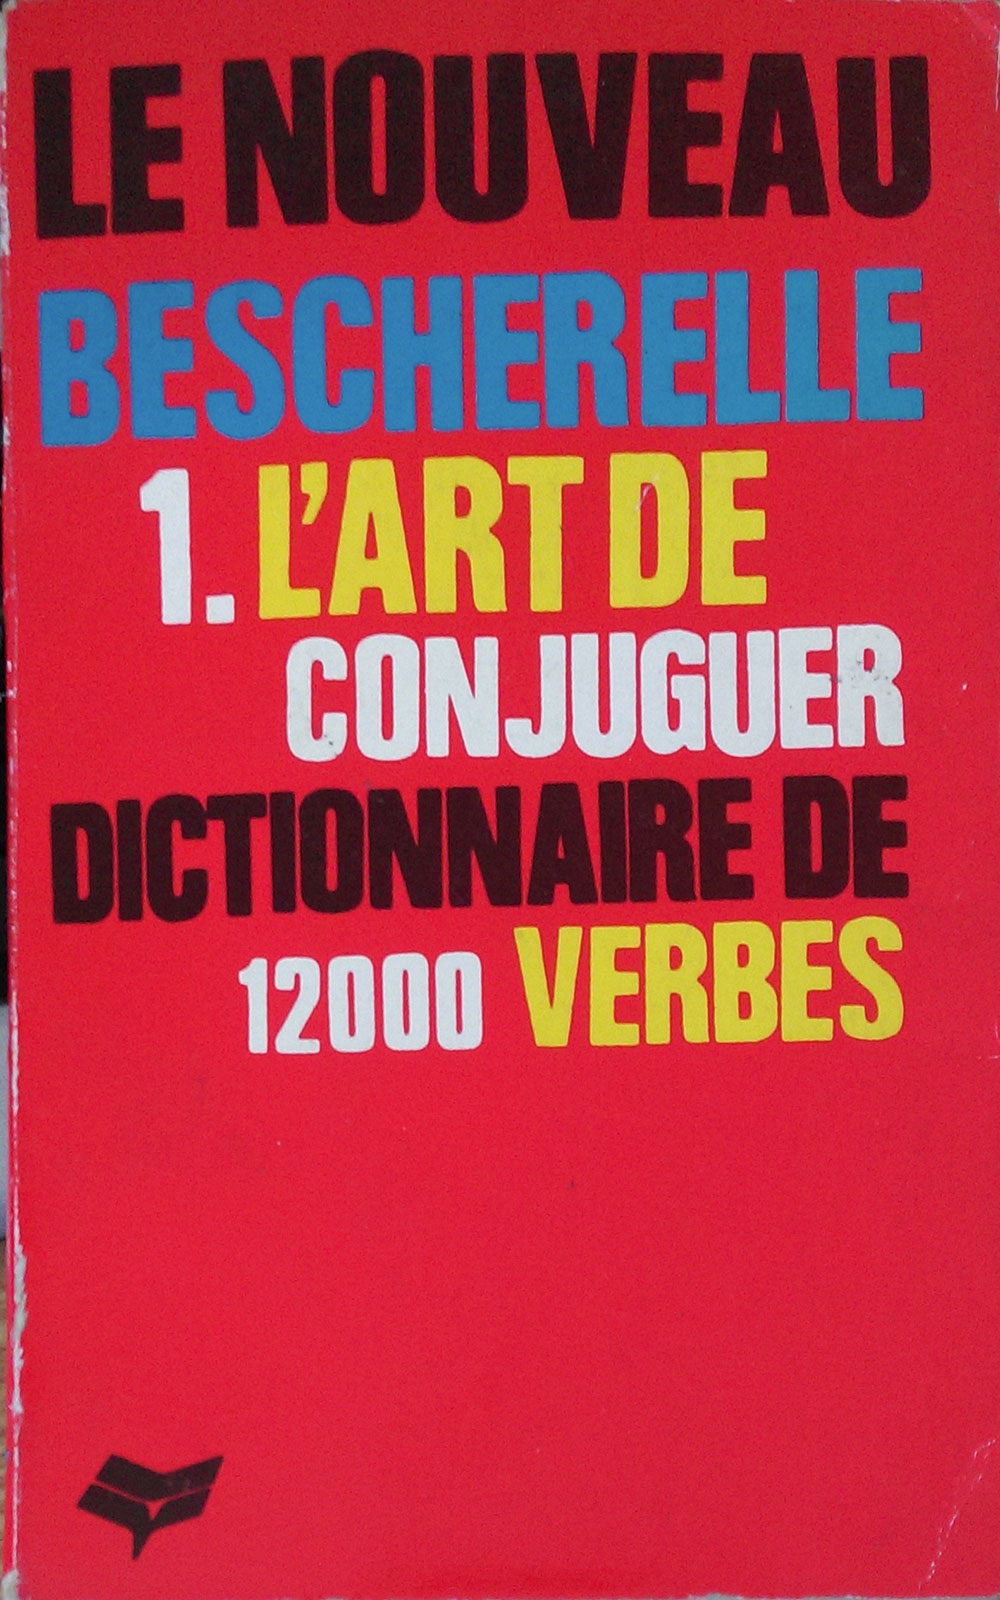 LE NOUVEAU
BESCHERELLE
1. L'ART DE
CONJUGUER
DICTIONNAIRE DE
12000 VERBES